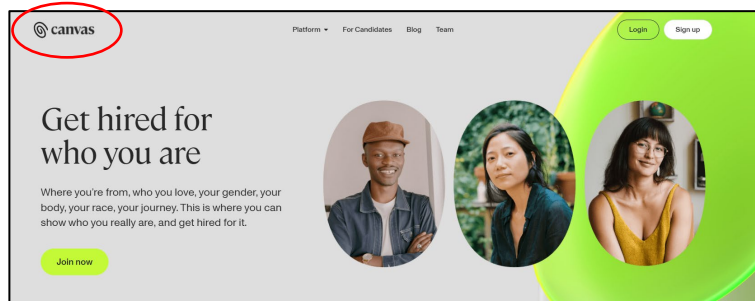 canvas
Platform
For Candidates
Blog
Team
Login
Sign up
Get hired for
who you are
Where you're from, who you love, your gender, your
body, your race, your journey. This is where you can
show who you really are, and get hired for it.
Join now